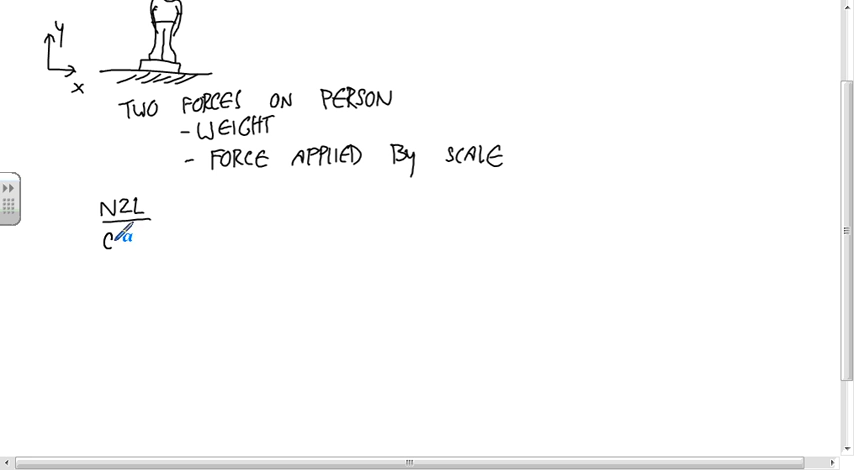 y
x
TWO FORCES ON PERSON
- WEIGHT
- FORCE APPLIED By SCALE
N2L